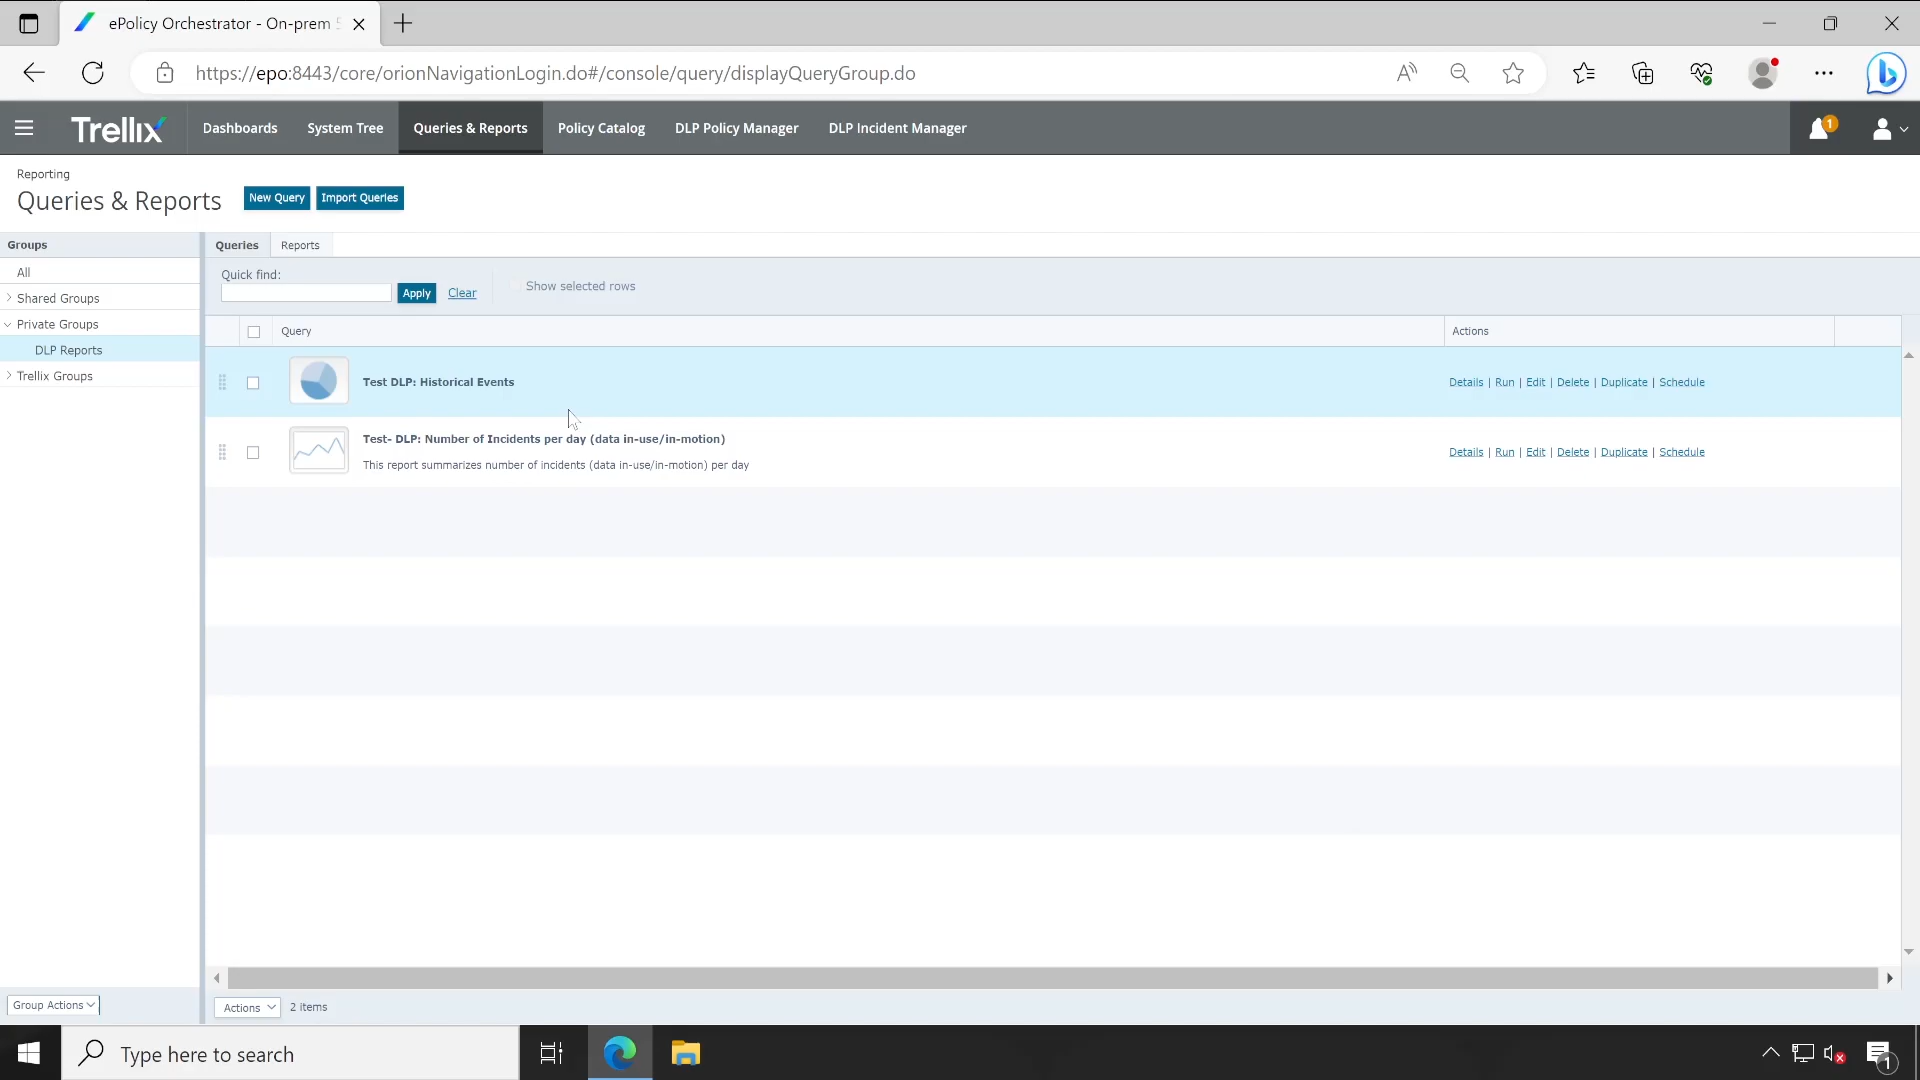 ePolicy Orchestrator - On-prem
https://epo:8443/core/orionNavigationLogin.do#/console/query/displayQueryGroup.do
Trellix
Dashboards
System Tree
Queries & Reports
Policy Catalog
DLP Policy Manager
DLP Incident Manager
1
Reporting
Queries & Reports
New Query
Import Queries
Groups
All
Shared Groups
Private Groups
DLP Reports
Trellix Groups
Queries
Reports
Quick find:
Apply
Clear
Show selected rows
Query
Actions
Test DLP: Historical Events
Details | Run | Edit | Delete | Duplicate | Schedule
Test- DLP: Number of Incidents per day (data in-use/in-motion)
This report summarizes number of incidents (data in-use/in-motion) per day
Details | Run | Edit | Delete | Duplicate | Schedule
Group Actions
Actions
2 items
Type here to search
1